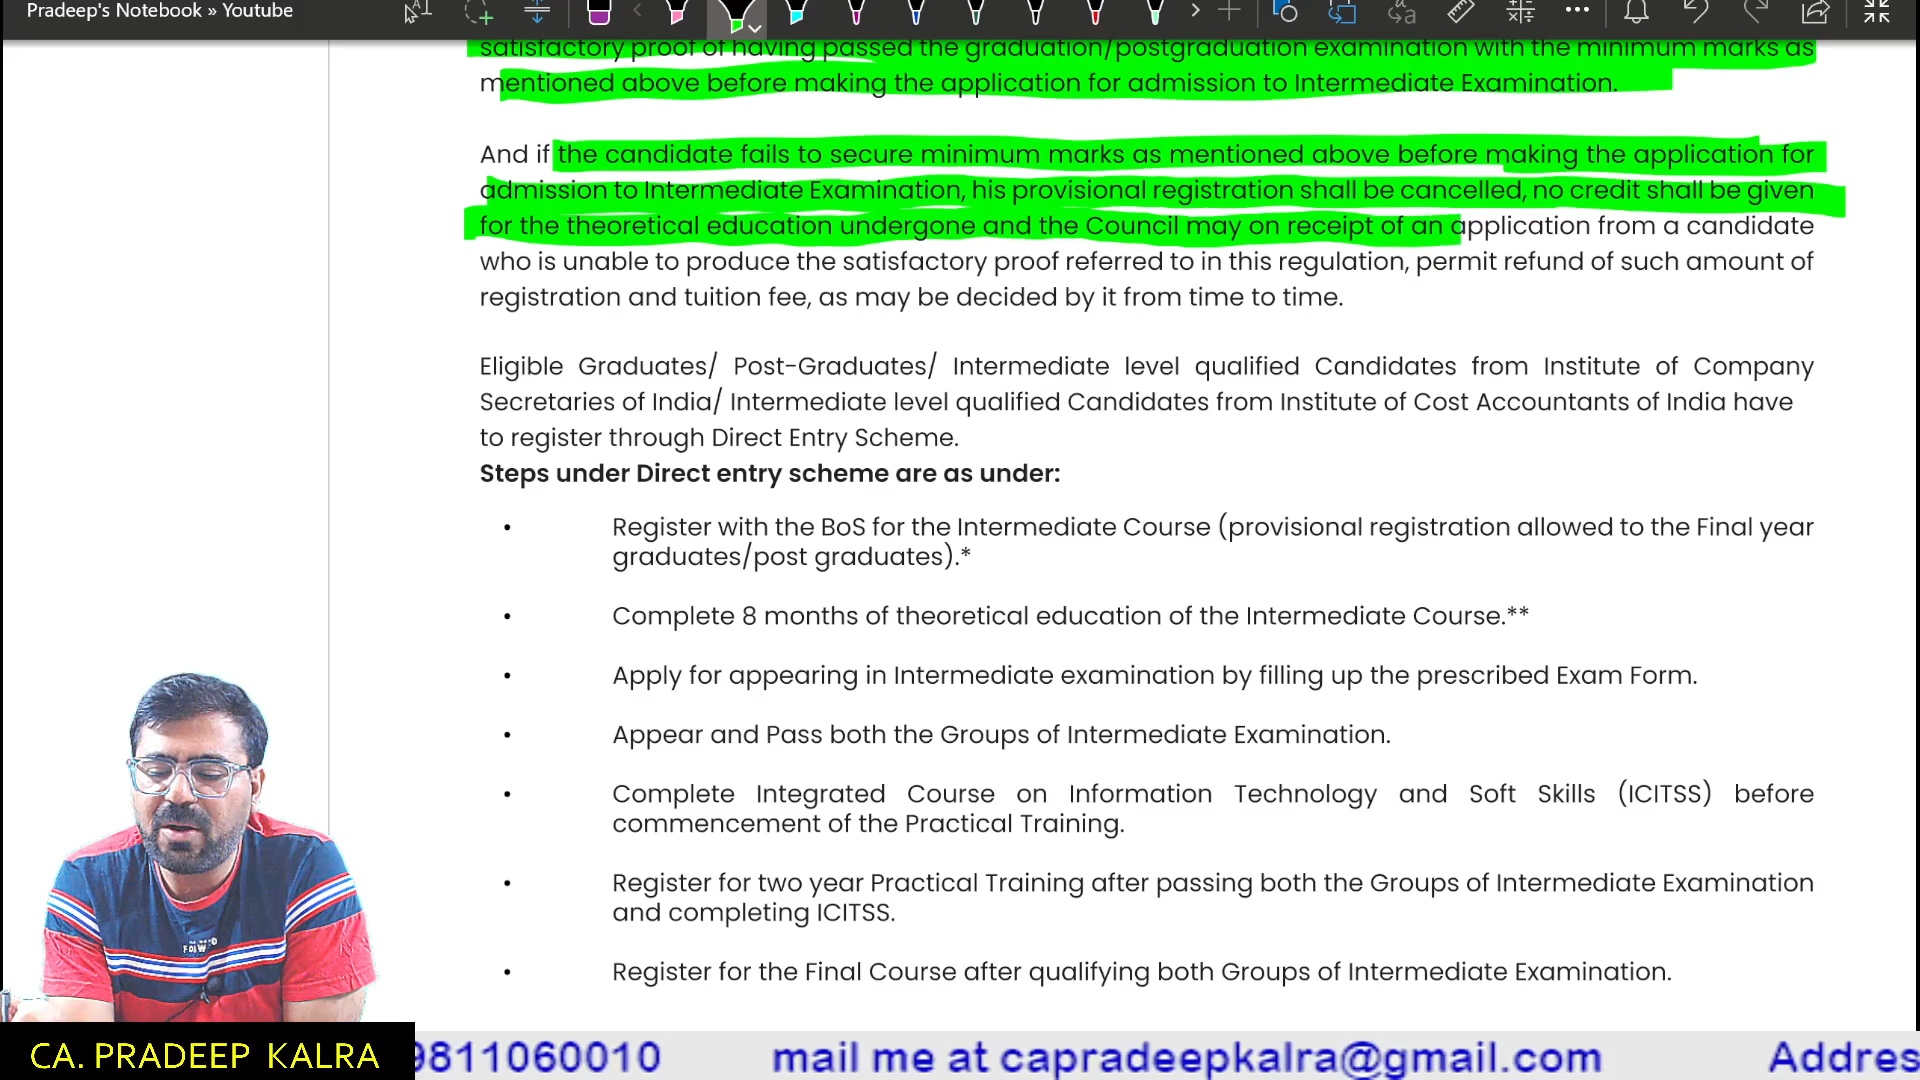 Pradeep's Notebook » Youtube
satisfactory proof of having passed the graduation/postgraduation examination with the minimum marks as
mentioned above before making the application for admission to Intermediate Examination.
And if the candidate fails to secure minimum marks as mentioned above before making the application for
admission to Intermediate Examination, his provisional registration shall be cancelled, no credit shall be given
for the theoretical education undergone and the Council may on receipt of an application from a candidate
who is unable to produce the satisfactory proof referred to in this regulation, permit refund of such amount of
registration and tuition fee, as may be decided by it from time to time.
Eligible Graduates/ Post-Graduates/ Intermediate level qualified Candidates from Institute of Company
Secretaries of India/ Intermediate level qualified Candidates from Institute of Cost Accountants of India have
to register through Direct Entry Scheme.
Steps under Direct entry scheme are as under:
• Register with the BoS for the Intermediate Course (provisional registration allowed to the Final year
graduates/post graduates).*
• Complete 8 months of theoretical education of the Intermediate Course.**
• Apply for appearing in Intermediate examination by filling up the prescribed Exam Form.
• Appear and Pass both the Groups of Intermediate Examination.
• Complete Integrated Course on Information Technology and Soft Skills (ICITSS) before
commencement of the Practical Training.
• Register for two year Practical Training after passing both the Groups of Intermediate Examination
and completing ICITSS.
• Register for the Final Course after qualifying both Groups of Intermediate Examination.
CA. PRADEEP KALRA
9811060010 mail me at capradeepkalra@gmail.com Addres